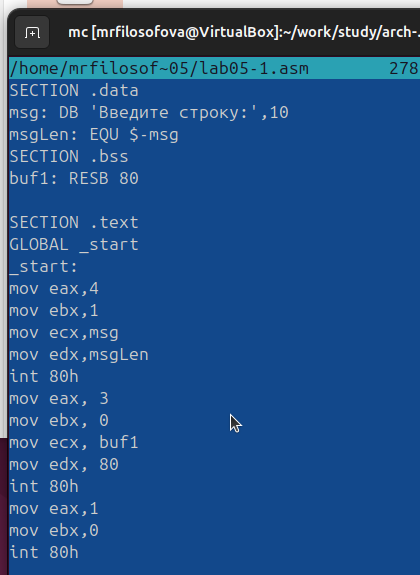 mc [mrfilosofova@VirtualBox]:~/work/study/arch-.
/home/mrfilosof~05/lab05-1.asm 278
SECTION .data
msg: DB 'Введите строку:',10
msgLen: EQU $-msg
SECTION .bss
buf1: RESB 80
SECTION .text
GLOBAL _start
_start:
mov eax,4
mov ebx,1
mov ecx,msg
mov edx,msgLen
int 80h
mov eax, 3
mov ebx, 0
mov ecx, buf1
mov edx, 80
int 80h
mov eax,1
mov ebx,0
int 80h